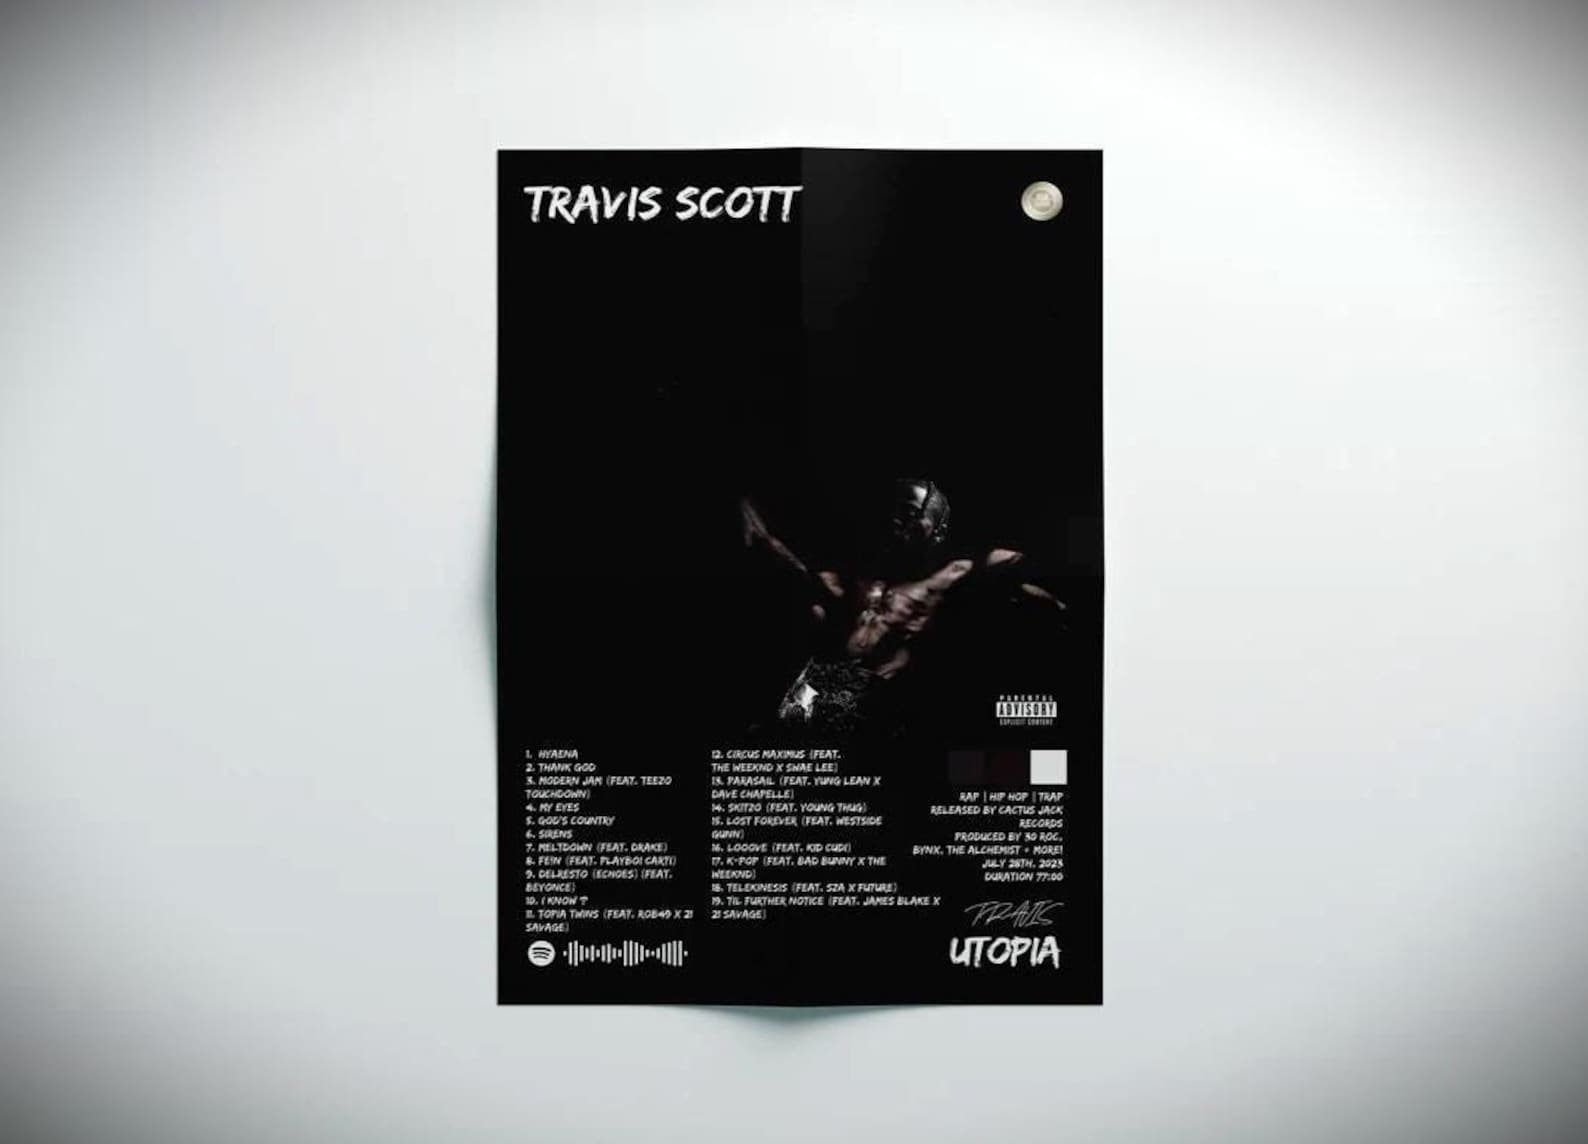 TRAVIS SCOTT
PARENTAL
ADVISORY
EXPLICIT CONTENT
1. HYAENA
2. THANK GOD
3. MODERN JAM (FEAT. TEEZO
TOUCHDOWN)
4. MY EYES
5. GOD'S COUNTRY
6. SIRENS
7. MELTDOWN (FEAT. DRAKE)
8. FE!N (FEAT. PLAYBOI CARTI)
9. DELRESTO (ECHOES) (FEAT.
BEYONCE)
10. I KNOW ?
11. TOPIA TWINS (FEAT. ROB49 X 21
SAVAGE)
12. CIRCUS MAXIMUS (FEAT.
THE WEEKND X SWAE LEE)
13. PARASAIL (FEAT. YUNG LEAN X
DAVE CHAPELLE)
14. SKITZO (FEAT. YOUNG THUG)
15. LOST FOREVER (FEAT. WESTSIDE
GUNN)
16. LOOOVE (FEAT. KID CUDI)
17. K-POP (FEAT. BAD BUNNY X THE
WEEKND)
18. TELEKINESIS (FEAT. SZA X FUTURE)
19. TIL FURTHER NOTICE (FEAT. JAMES BLAKE X
21 SAVAGE)
RAP | HIP HOP | TRAP
RELEASED BY CACTUS JACK
RECORDS
PRODUCED BY 30 ROC,
BYNX, THE ALCHEMIST + MORE!
JULY 28TH, 2023
DURATION 77:00
TRAVIS
UTOPIA